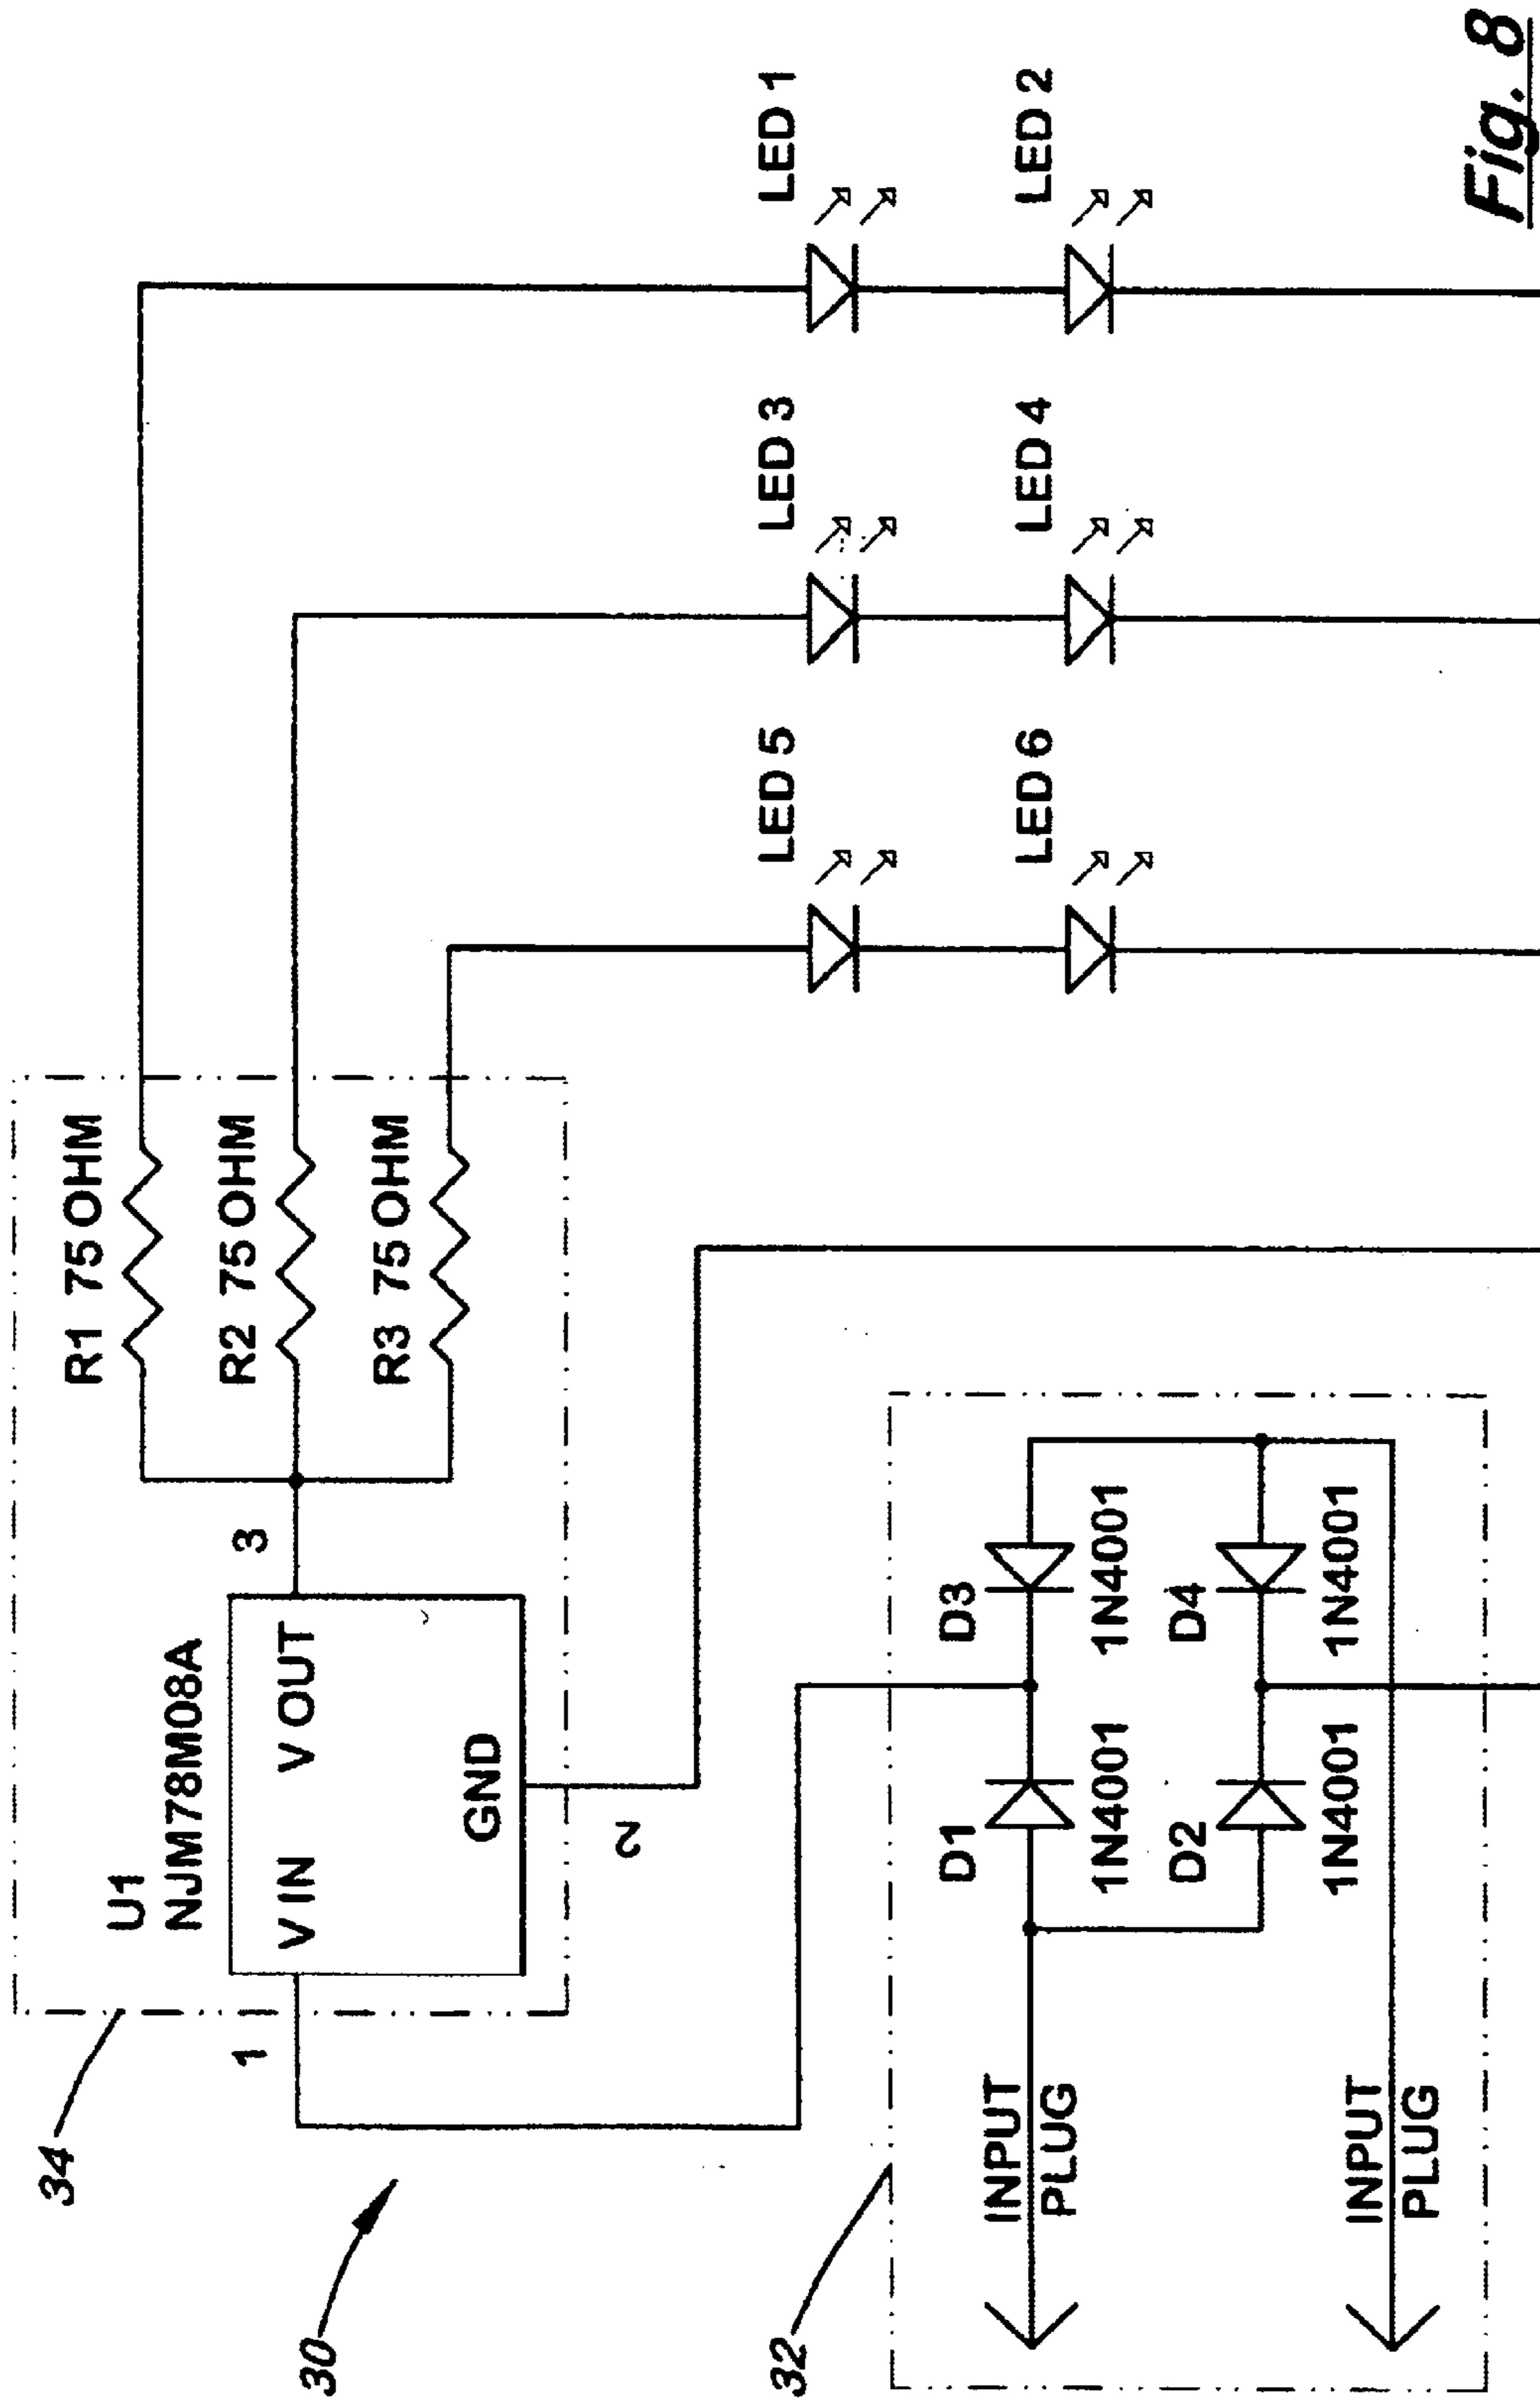 34
U1
NJM78M08A
V IN V OUT
GND
1
2
3
R1 75 OHM
R2 75 OHM
R3 75 OHM
30
LED 5
LED 3
LED 1
LED 6
LED 4
LED 2
32
INPUT
PLUG
INPUT
PLUG
D1
1N4001
D3
1N4001
D2
1N4001
D4
1N4001
Fig. 8